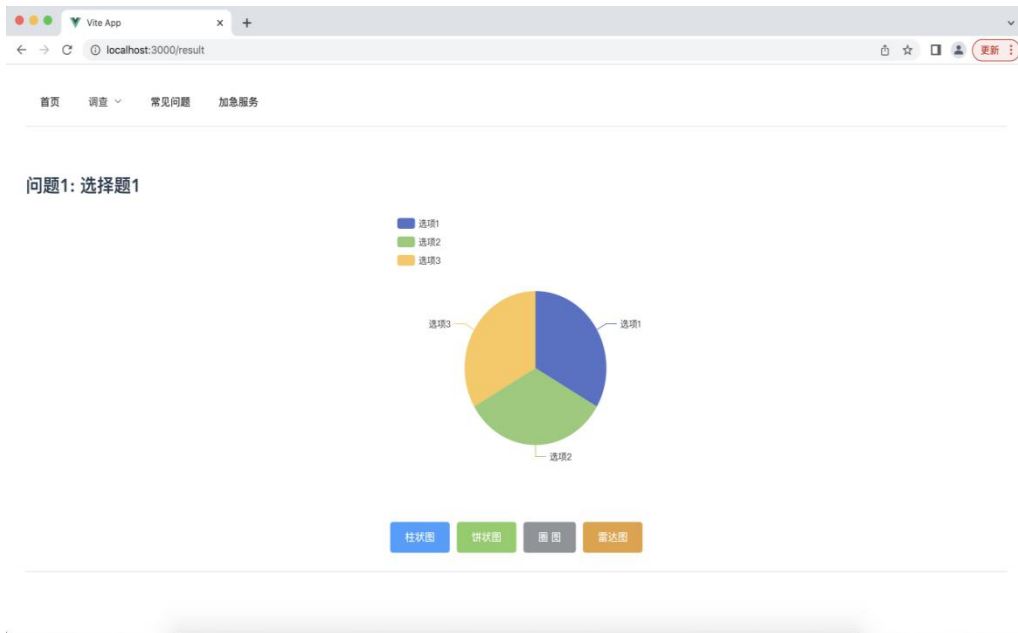 Vite App
localhost:3000/result
更新
首页 调查 常见问题 加急服务
问题1: 选择题1
选项1
选项2
选项3
选项3
选项1
选项2
柱状图 饼状图 圈 图 雷达图